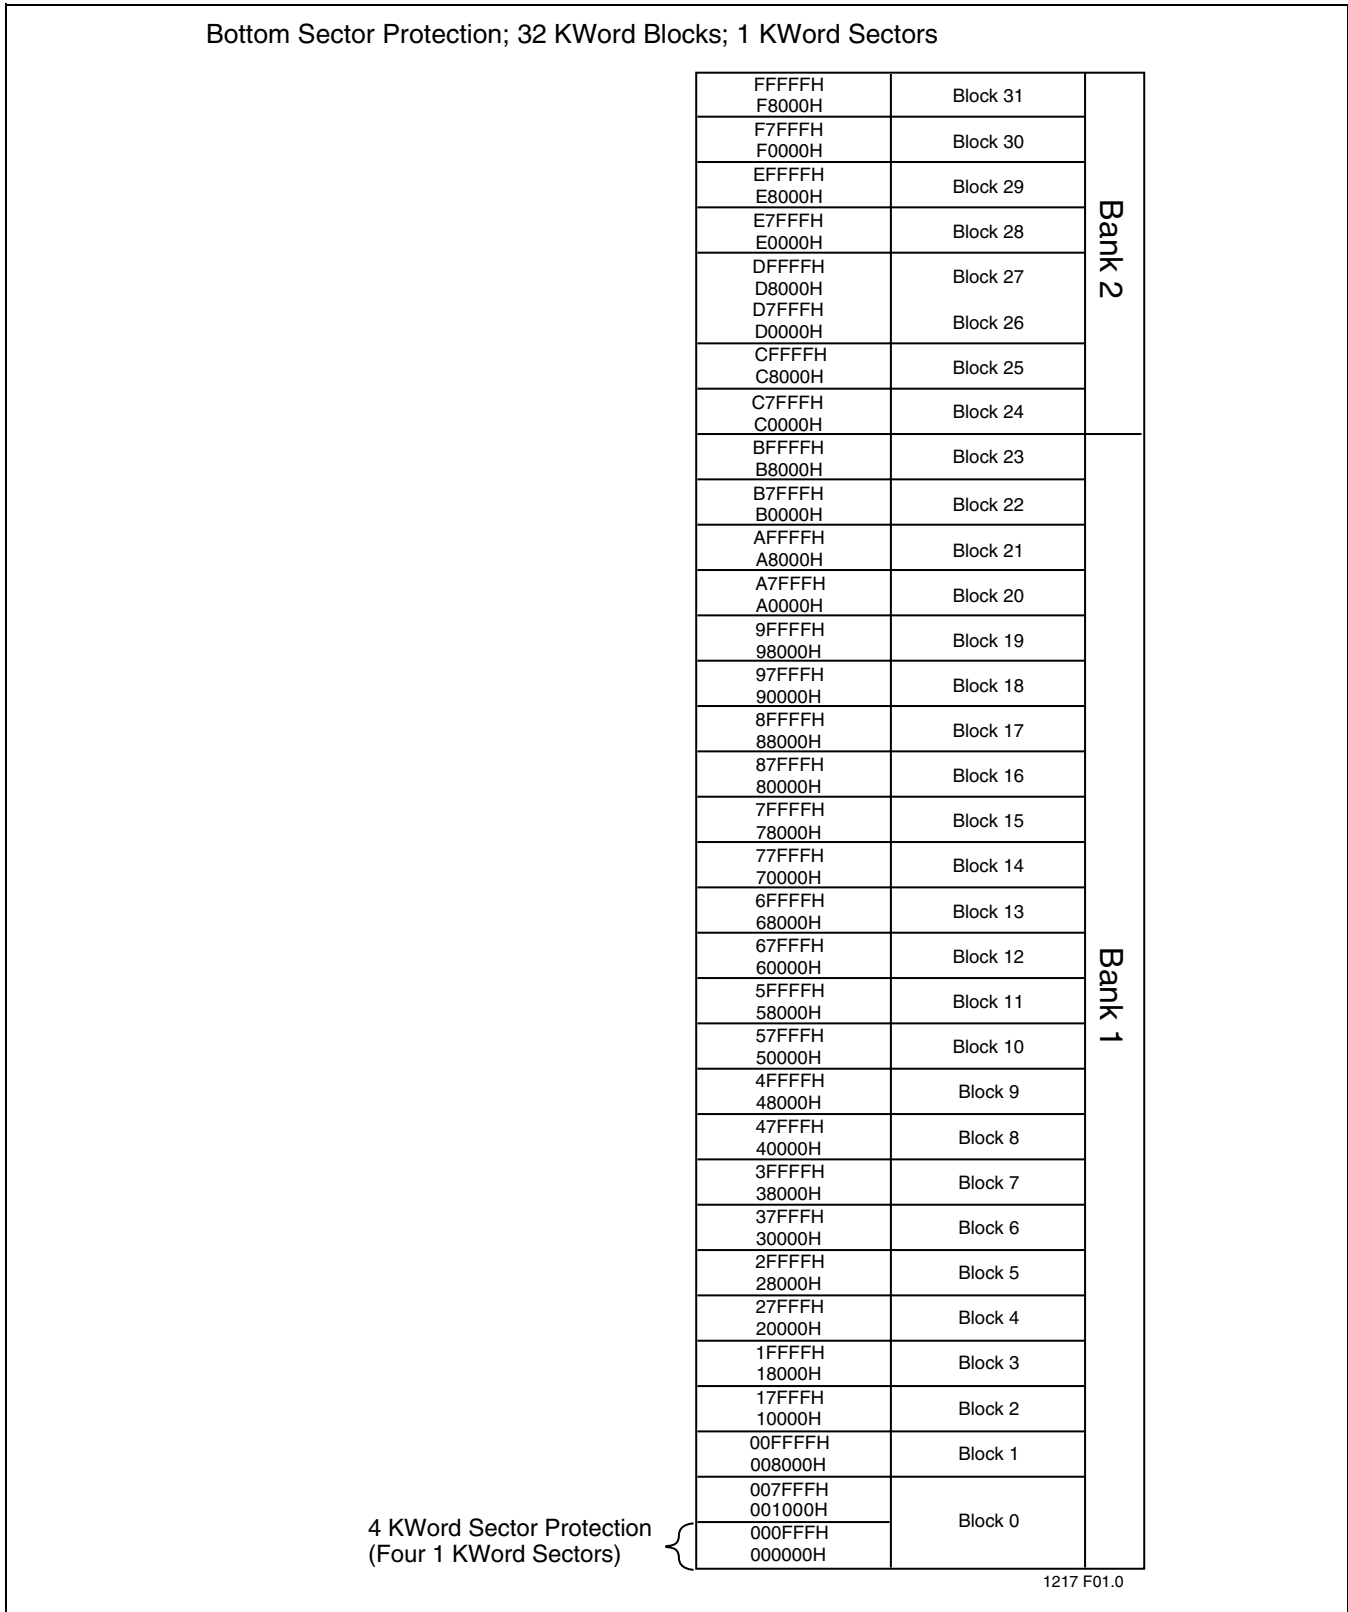 Bottom Sector Protection; 32 KWord Blocks; 1 KWord Sectors
FFFFFH
F8000H
Block 31
F7FFFH
F0000H
Block 30
EFFFFH
E8000H
Block 29
E7FFFH
E0000H
Block 28
DFFFFH
D8000H
Block 27
D7FFFH
D0000H
Block 26
CFFFFH
C8000H
Block 25
C7FFFH
C0000H
Block 24
Bank 2
BFFFFH
B8000H
Block 23
B7FFFH
B0000H
Block 22
AFFFFH
A8000H
Block 21
A7FFFH
A0000H
Block 20
9FFFFH
98000H
Block 19
97FFFH
90000H
Block 18
8FFFFH
88000H
Block 17
87FFFH
80000H
Block 16
7FFFFH
78000H
Block 15
77FFFH
70000H
Block 14
6FFFFH
68000H
Block 13
67FFFH
60000H
Block 12
5FFFFH
58000H
Block 11
57FFFH
50000H
Block 10
4FFFFH
48000H
Block 9
47FFFH
40000H
Block 8
3FFFFH
38000H
Block 7
37FFFH
30000H
Block 6
2FFFFH
28000H
Block 5
27FFFH
20000H
Block 4
1FFFFH
18000H
Block 3
17FFFH
10000H
Block 2
00FFFFH
008000H
Block 1
007FFFH
001000H
Block 0
000FFFH
000000H
Bank 1
4 KWord Sector Protection
(Four 1 KWord Sectors)
1217 F01.0